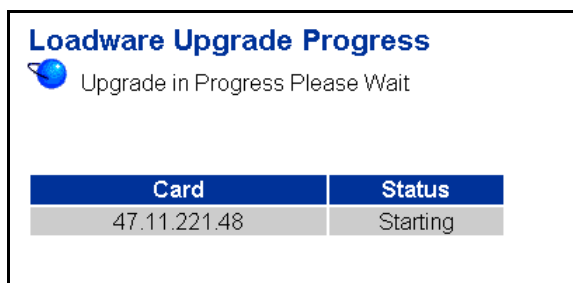 Loadware Upgrade Progress
Upgrade in Progress Please Wait
Card Status
47.11.221.48 Starting